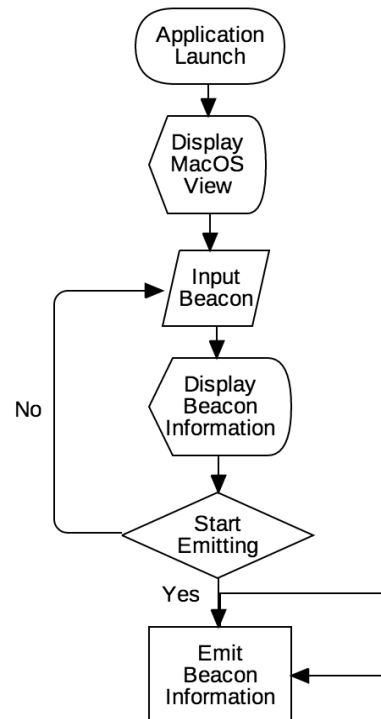 Application
Launch
Display
MacOS
View
Input
Beacon
Display
Beacon
Information
No
Start
Emitting
Yes
Emit
Beacon
Information